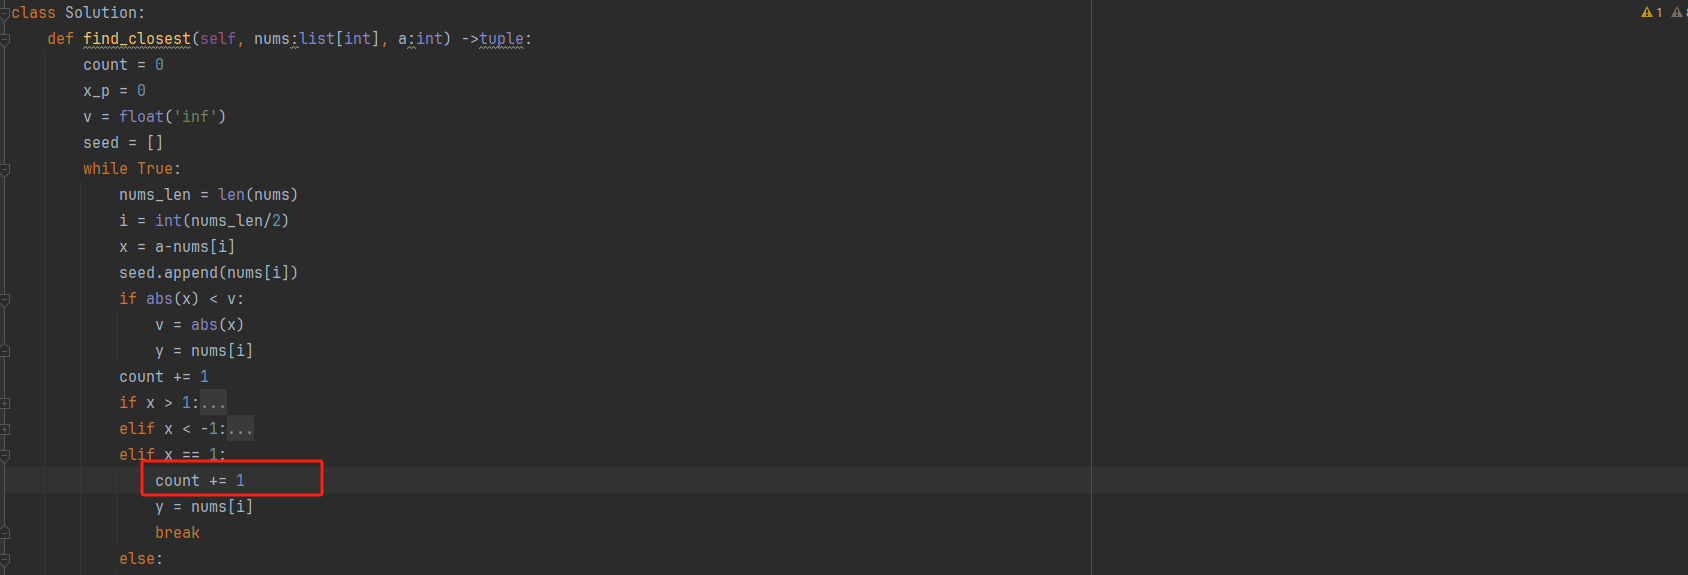 class Solution:
    def find_closest(self, nums:list[int], a:int) ->tuple:
        count = 0
        x_p = 0
        v = float('inf')
        seed = []
        while True:
            nums_len = len(nums)
            i = int(nums_len/2)
            x = a-nums[i]
            seed.append(nums[i])
            if abs(x) < v:
                v = abs(x)
                y = nums[i]
            count += 1
            if x > 1:...
            elif x < -1:...
            elif x == 1:
                count += 1
                y = nums[i]
                break
            else:
1